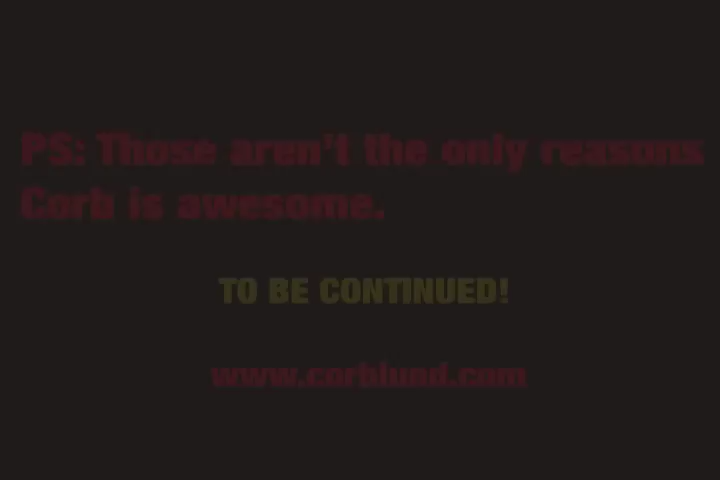 PS: Those aren't the only reasons
Corb is awesome.
TO BE CONTINUED!
www.corblund.com